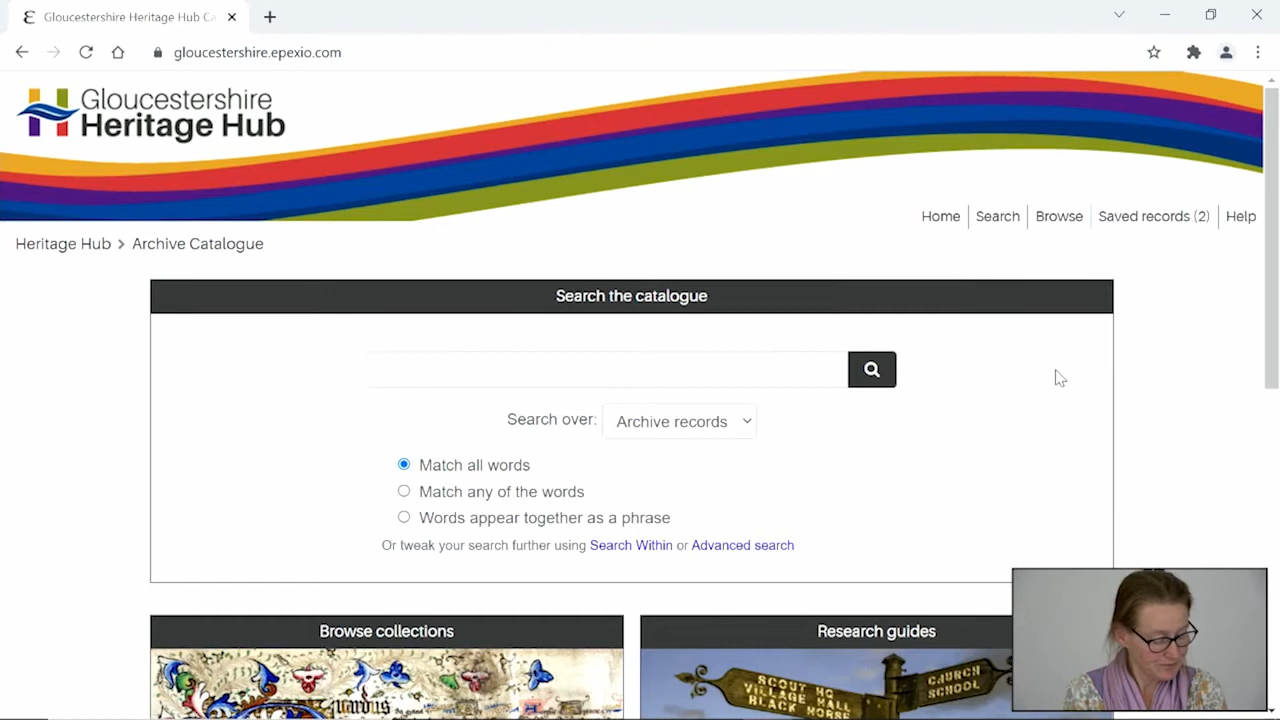 Gloucestershire Heritage Hub Ca
gloucestershire.epexio.com
Gloucestershire
Heritage Hub
Home Search Browse Saved records (2) Help
Heritage Hub > Archive Catalogue
Search the catalogue
Search over: Archive records
Match all words
Match any of the words
Words appear together as a phrase
Or tweak your search further using Search Within or Advanced search
Browse collections
Research guides
SCOUT HQ
VILLAGE HALL
BLACK HORSE
CHURCH
SCHOOL